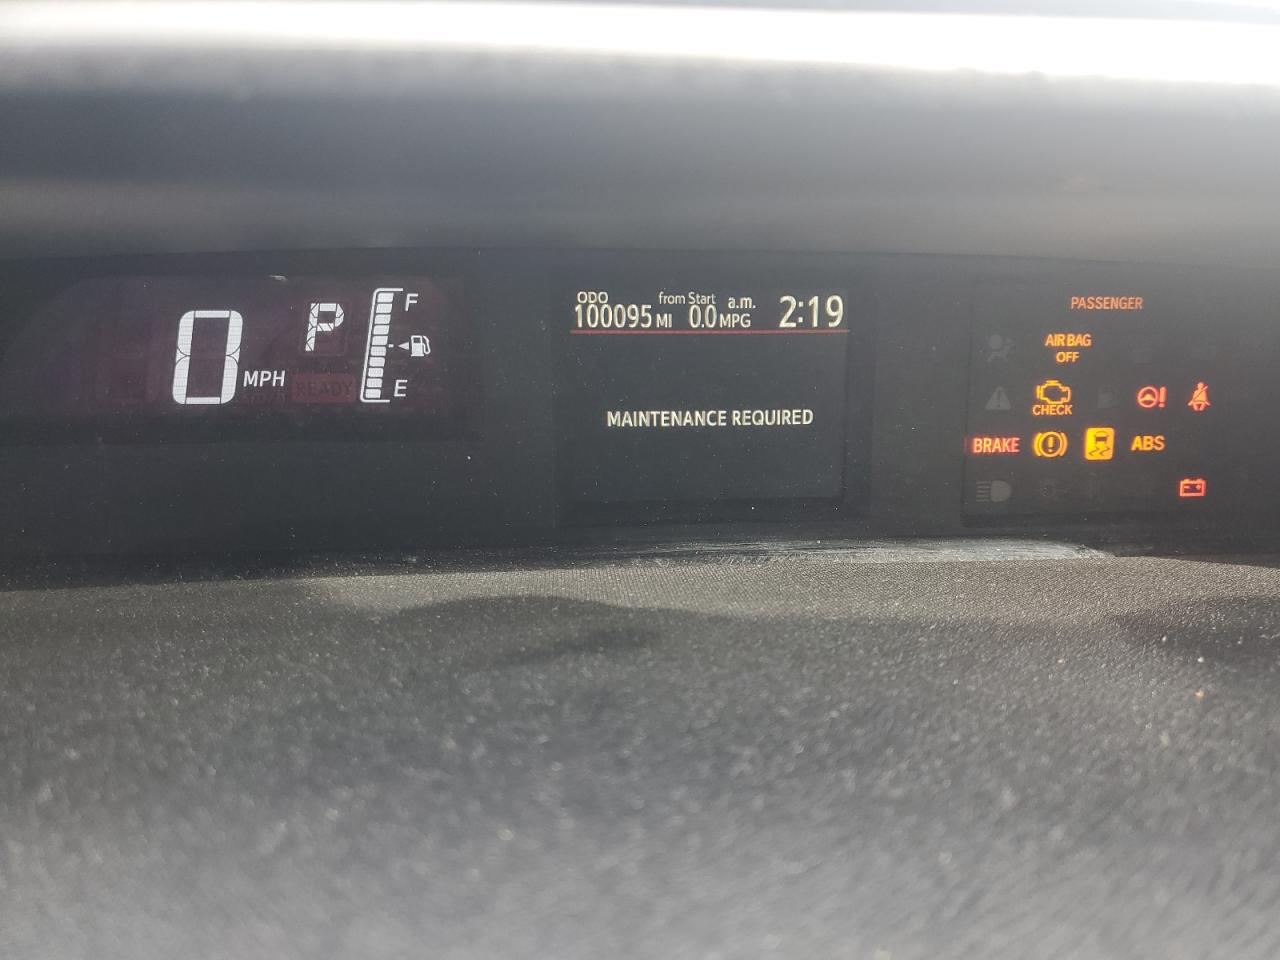 0 MPH
P
READY
F
E
ODO
100095 MI
from Start
0.0 MPG
a.m.
2:19
MAINTENANCE REQUIRED
PASSENGER
AIR BAG
OFF
CHECK
BRAKE
ABS